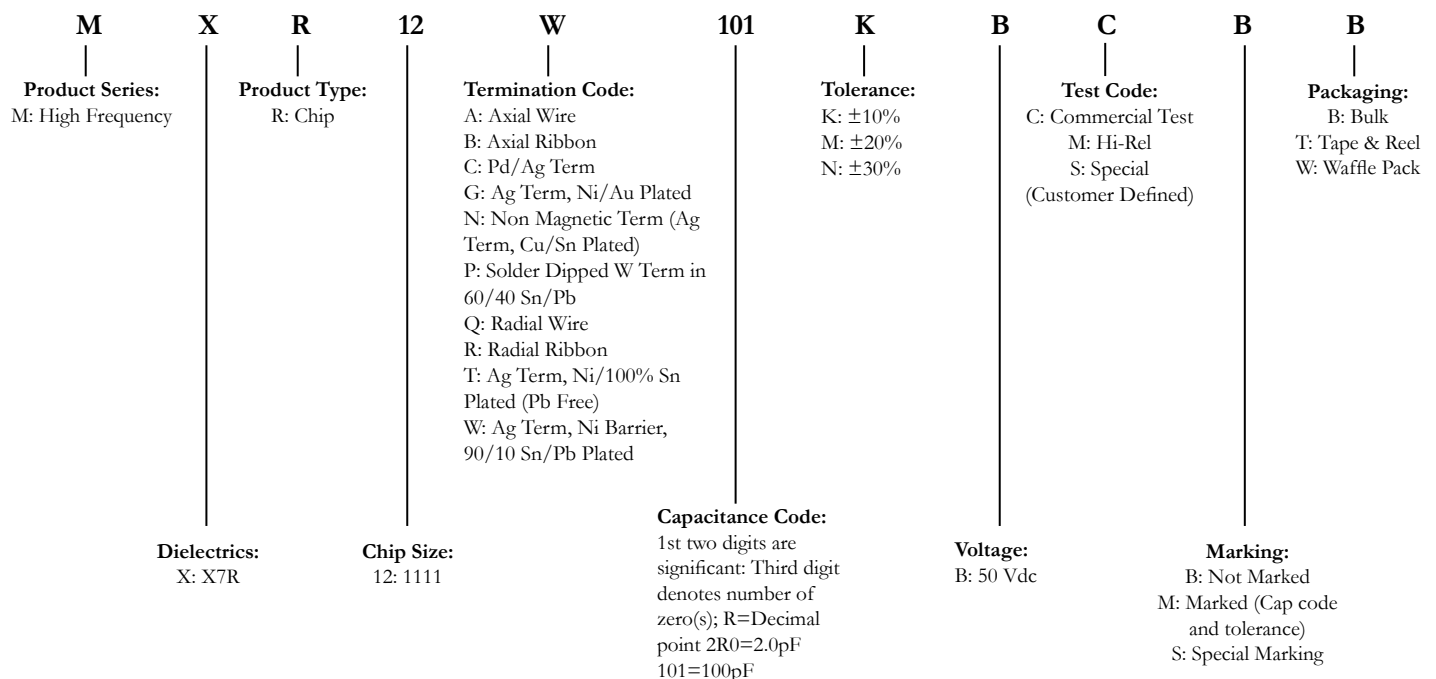 M X R 12 W 101 K B C B B
Product Series:
M: High Frequency
Product Type:
R: Chip
Termination Code:
A: Axial Wire
B: Axial Ribbon
C: Pd/Ag Term
G: Ag Term, Ni/Au Plated
N: Non Magnetic Term (Ag
Term, Cu/Sn Plated)
P: Solder Dipped W Term in
60/40 Sn/Pb
Q: Radial Wire
R: Radial Ribbon
T: Ag Term, Ni/100% Sn
Plated (Pb Free)
W: Ag Term, Ni Barrier,
90/10 Sn/Pb Plated
Tolerance:
K: ±10%
M: ±20%
N: ±30%
Test Code:
C: Commercial Test
M: Hi-Rel
S: Special
(Customer Defined)
Packaging:
B: Bulk
T: Tape & Reel
W: Waffle Pack
Dielectrics:
X: X7R
Chip Size:
12: 1111
Capacitance Code:
1st two digits are
significant: Third digit
denotes number of
zero(s); R=Decimal
point 2R0=2.0pF
101=100pF
Voltage:
B: 50 Vdc
Marking:
B: Not Marked
M: Marked (Cap code
and tolerance)
S: Special Marking